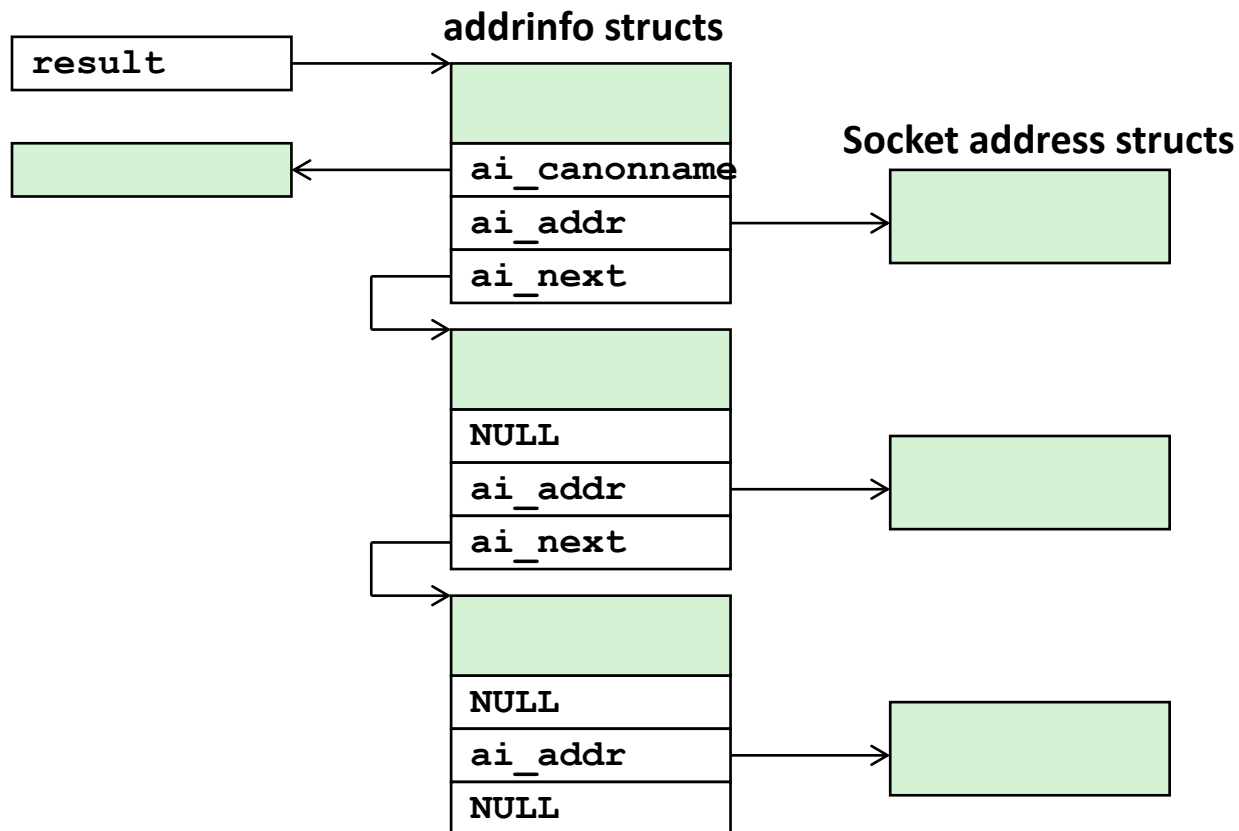 addrinfo structs
result
Socket address structs
ai_canonname
ai_addr
ai_next
NULL
ai_addr
ai_next
NULL
ai_addr
NULL